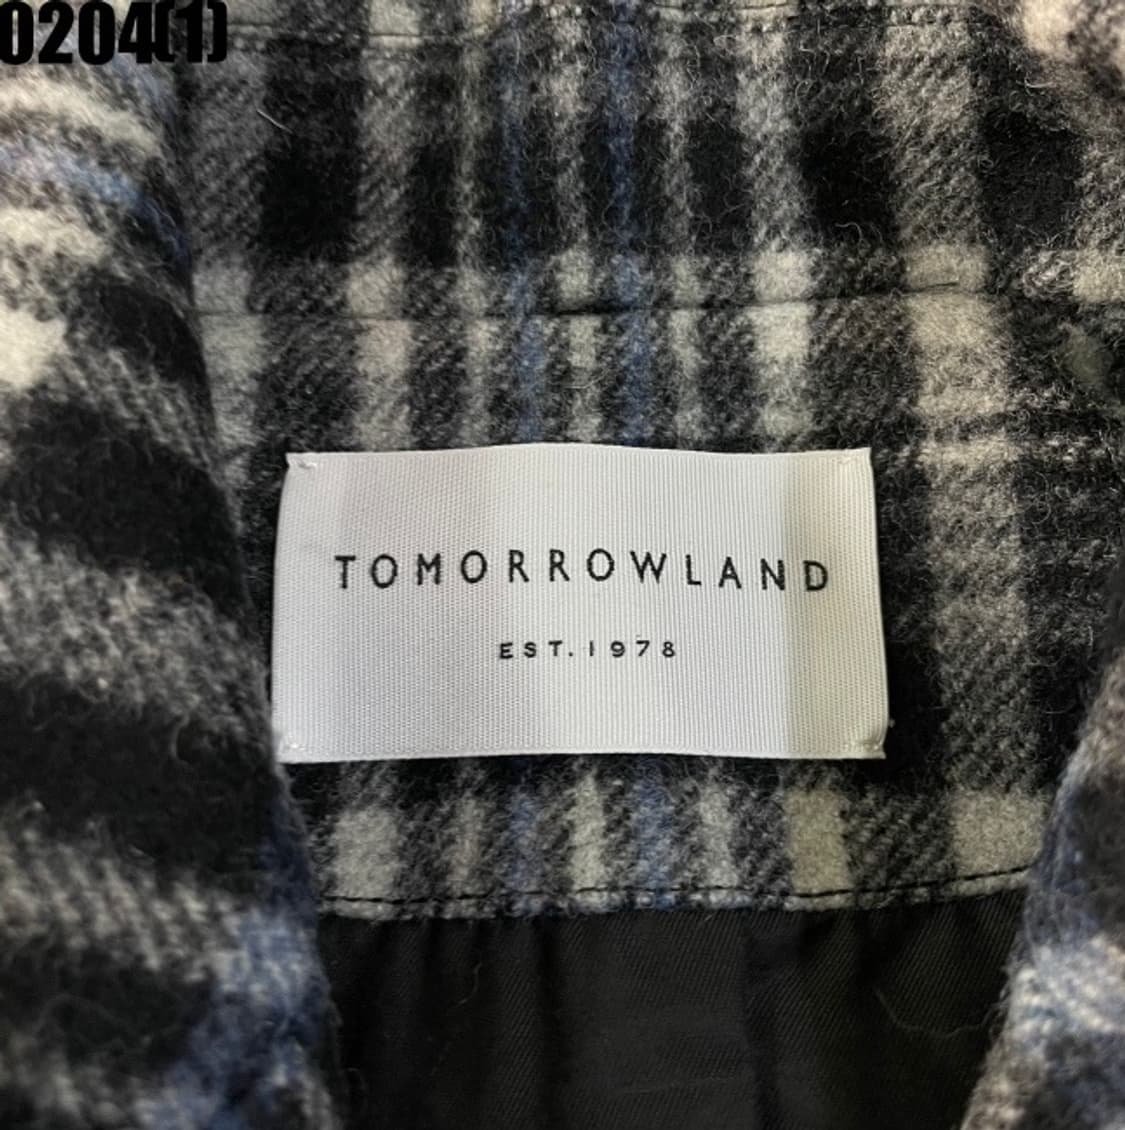 0204(1)
TOMORROWLAND
EST.1978